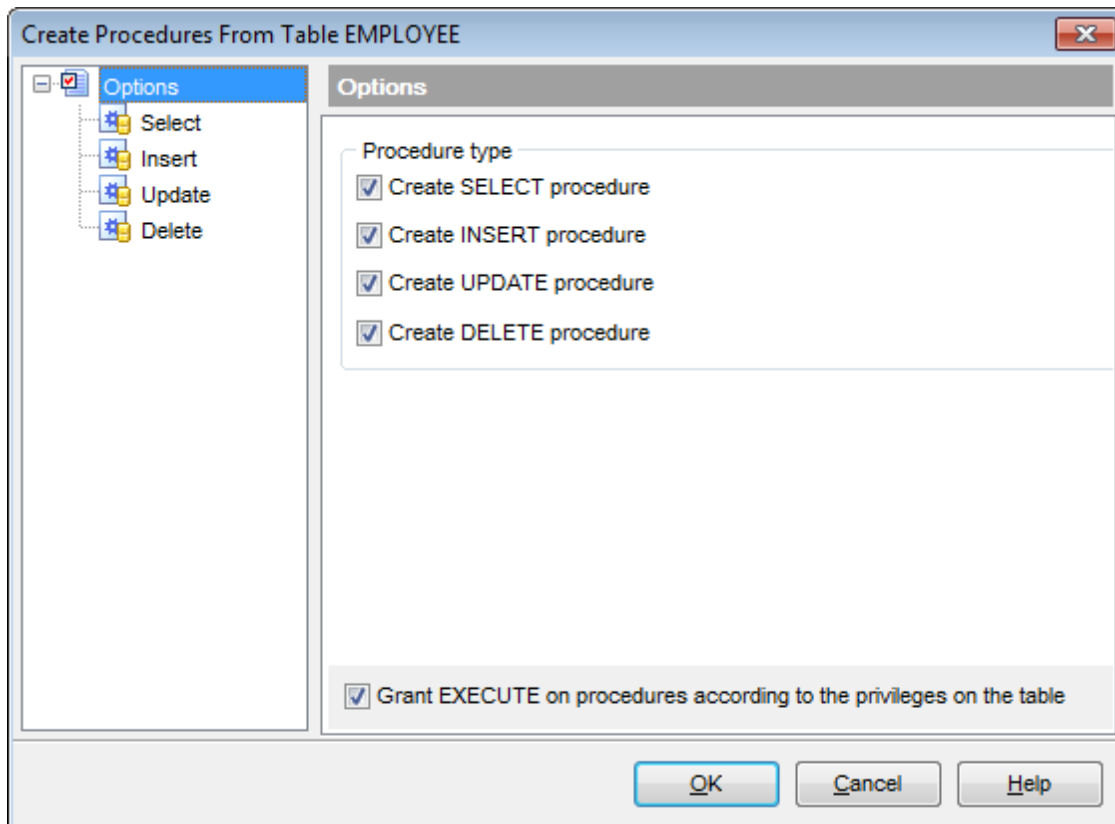 Create Procedures From Table EMPLOYEE
Options
Select
Insert
Update
Delete
Options
Procedure type
Create SELECT procedure
Create INSERT procedure
Create UPDATE procedure
Create DELETE procedure
Grant EXECUTE on procedures according to the privileges on the table
OK
Cancel
Help